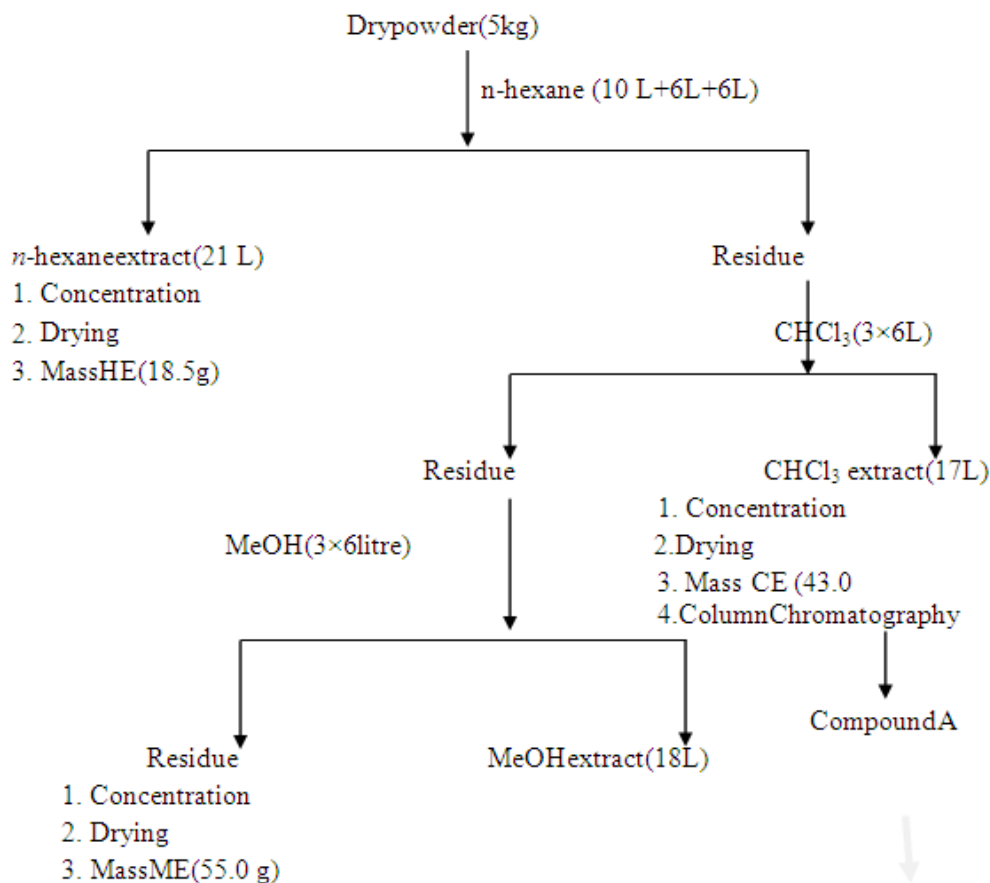 Drypowder(5kg)
n-hexane (10 L+6L+6L)
n-hexaneextract(21 L)
1. Concentration
2. Drying
3. MassHE(18.5g)
Residue
CHCl₃(3×6L)
Residue
CHCl₃ extract(17L)
1. Concentration
2.Drying
3. Mass CE (43.0
4.ColumnChromatography
MeOH(3×6litre)
CompoundA
Residue
1. Concentration
2. Drying
3. MassME(55.0 g)
MeOHextract(18L)